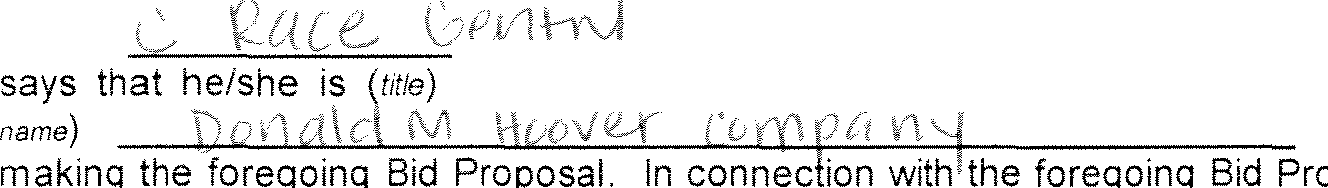 C Race Gentul
says that he/she is (title)
name) Donald M Hoover Company
making the foregoing Bid Proposal. In connection with the foregoing Bid Pro